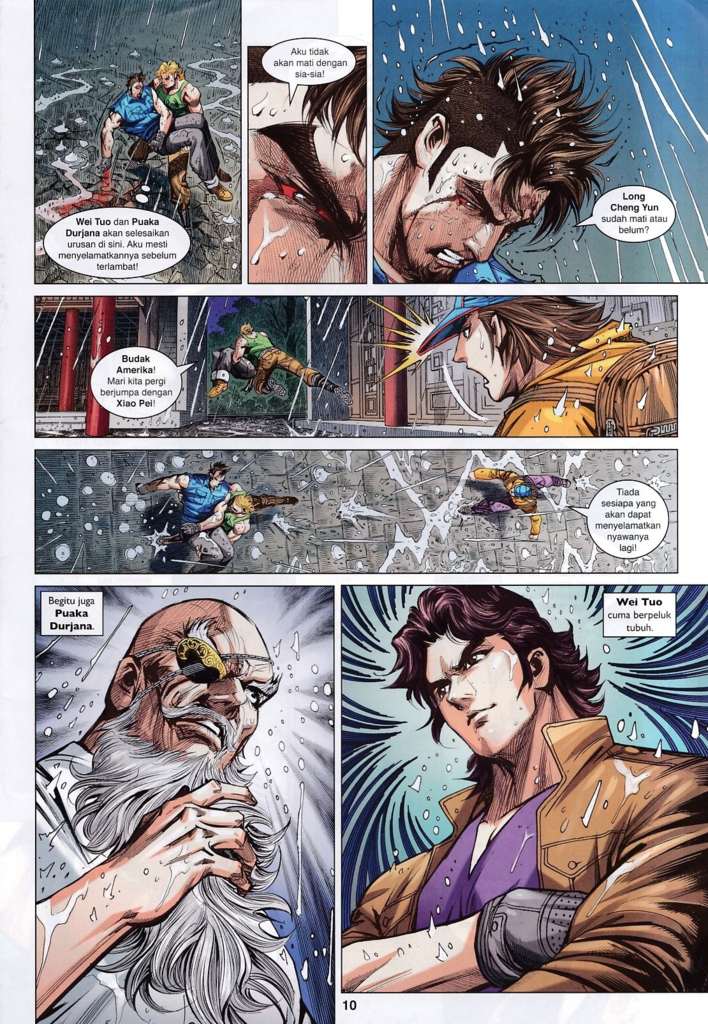 Wei Tuo dan Puaka
Durjana akan selesaikan
urusan di sini. Aku mesti
menyelamatkannya sebelum
terlambat!
Aku tidak
akan mati dengan
sia-sia!
Long
Cheng Yun
sudah mati atau
belum?
Budak
Amerika!
Mari kita pergi
berjumpa dengan
Xiao Pei!
Tiada
sesiapa yang
akan dapat
menyelamatkan
nyawanya
lagi!
Begitu juga
Puaka
Durjana.
Wei Tuo
cuma berpeluk
tubuh.
10